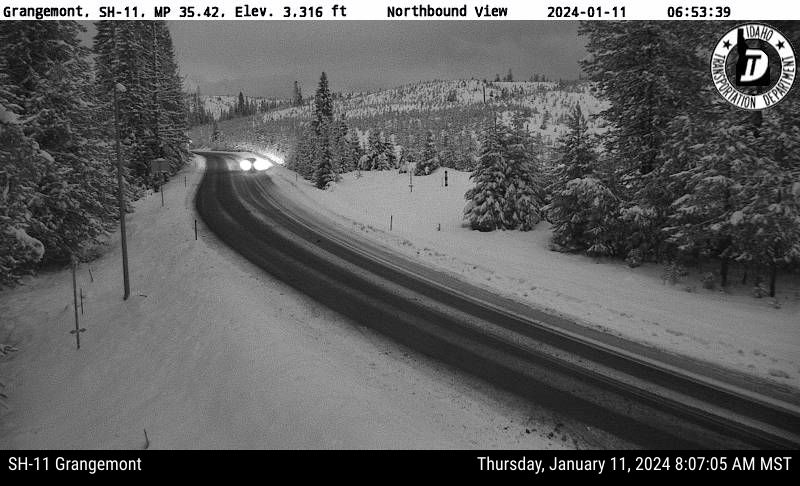 Grangemont, SH-11, MP 35.42, Elev. 3,316 ft Northbound View 2024-01-11 06:53:39
IDAHO
TRANSPORTATION DEPARTMENT
SH-11 Grangemont Thursday, January 11, 2024 8:07:05 AM MST